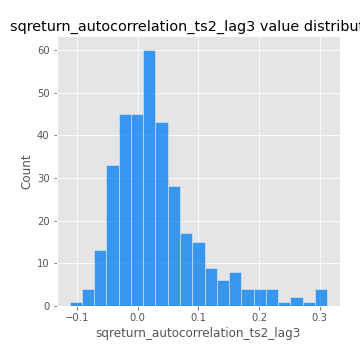 sqreturn_autocorrelation_ts2_lag3 value distribut
60
50
40
30
20
10
0
Count
−0.1 0.0 0.1 0.2 0.3
sqreturn_autocorrelation_ts2_lag3